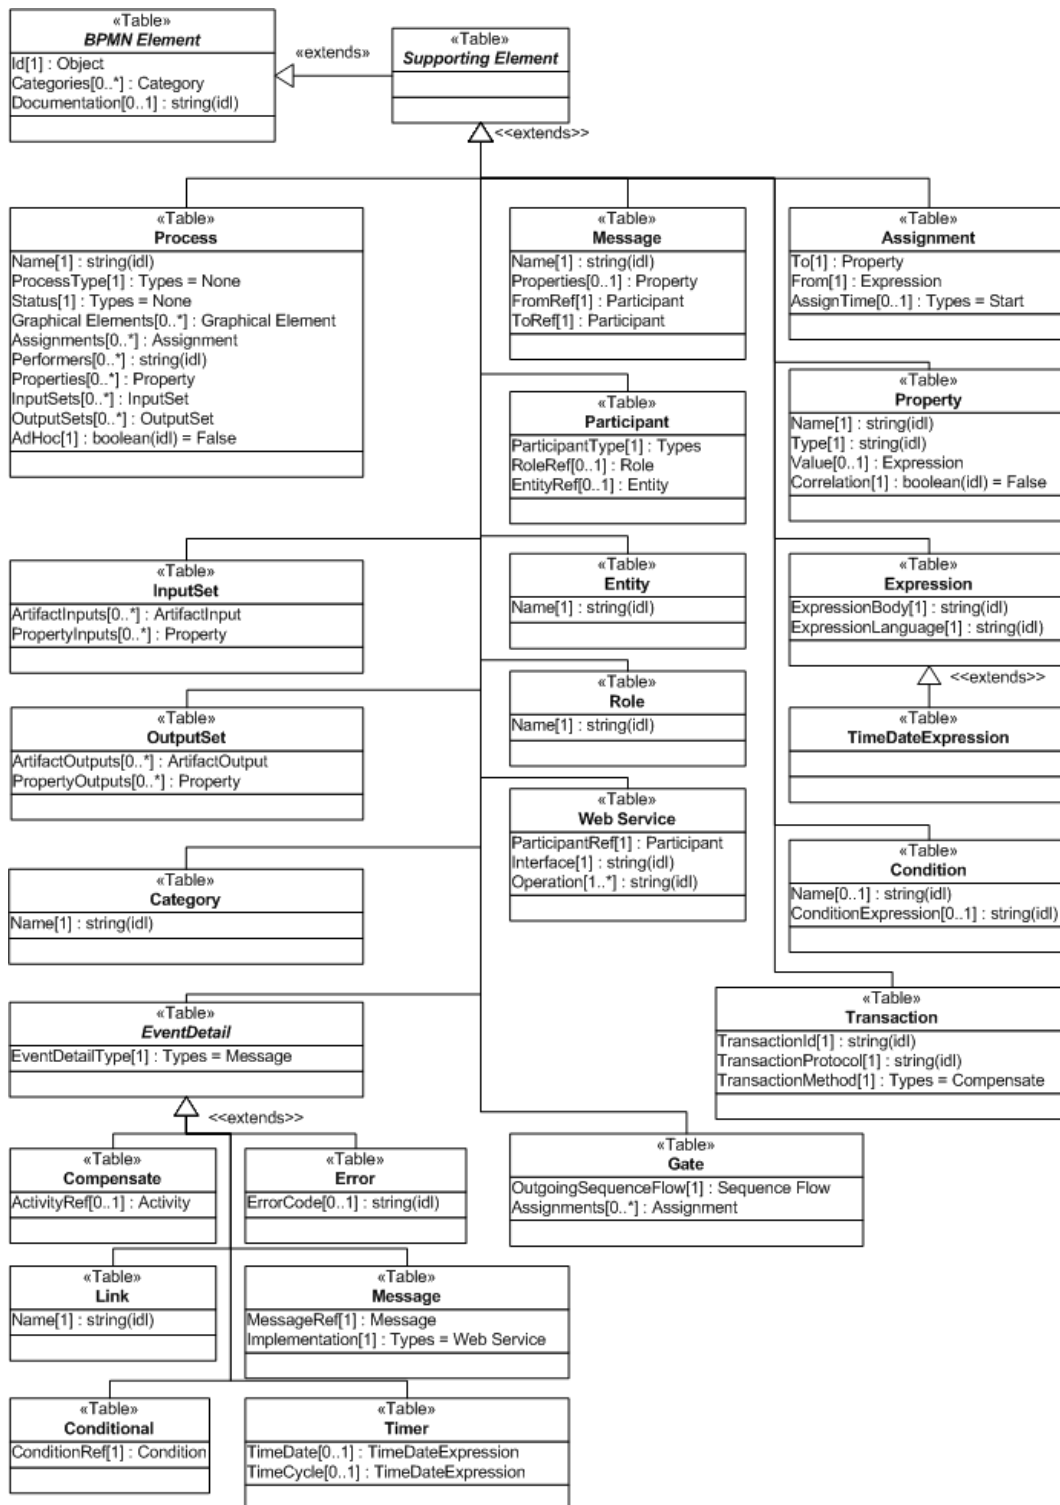 «Table»
BPMN Element
Id[1] : Object
Categories[0..*] : Category
Documentation[0..1] : string(idl)
«extends»
«Table»
Supporting Element
<<extends>>
«Table»
Process
Name[1] : string(idl)
ProcessType[1] : Types = None
Status[1] : Types = None
Graphical Elements[0..*] : Graphical Element
Assignments[0..*] : Assignment
Performers[0..*] : string(idl)
Properties[0..*] : Property
InputSets[0..*] : InputSet
OutputSets[0..*] : OutputSet
AdHoc[1] : boolean(idl) = False
«Table»
Message
Name[1] : string(idl)
Properties[0..1] : Property
FromRef[1] : Participant
ToRef[1] : Participant
«Table»
Assignment
To[1] : Property
From[1] : Expression
AssignTime[0..1] : Types = Start
«Table»
Participant
ParticipantType[1] : Types
RoleRef[0..1] : Role
EntityRef[0..1] : Entity
«Table»
Property
Name[1] : string(idl)
Type[1] : string(idl)
Value[0..1] : Expression
Correlation[1] : boolean(idl) = False
«Table»
InputSet
ArtifactInputs[0..*] : ArtifactInput
PropertyInputs[0..*] : Property
«Table»
Entity
Name[1] : string(idl)
«Table»
Expression
ExpressionBody[1] : string(idl)
ExpressionLanguage[1] : string(idl)
<<extends>>
«Table»
OutputSet
ArtifactOutputs[0..*] : ArtifactOutput
PropertyOutputs[0..*] : Property
«Table»
Role
Name[1] : string(idl)
«Table»
TimeDateExpression
«Table»
Web Service
ParticipantRef[1] : Participant
Interface[1] : string(idl)
Operation[1..*] : string(idl)
«Table»
Category
Name[1] : string(idl)
«Table»
Condition
Name[0..1] : string(idl)
ConditionExpression[0..1] : string(idl)
«Table»
EventDetail
EventDetailType[1] : Types = Message
<<extends>>
«Table»
Transaction
TransactionId[1] : string(idl)
TransactionProtocol[1] : string(idl)
TransactionMethod[1] : Types = Compensate
«Table»
Compensate
ActivityRef[0..1] : Activity
«Table»
Error
ErrorCode[0..1] : string(idl)
«Table»
Gate
OutgoingSequenceFlow[1] : Sequence Flow
Assignments[0..*] : Assignment
«Table»
Link
Name[1] : string(idl)
«Table»
Message
MessageRef[1] : Message
Implementation[1] : Types = Web Service
«Table»
Conditional
ConditionRef[1] : Condition
«Table»
Timer
TimeDate[0..1] : TimeDateExpression
TimeCycle[0..1] : TimeDateExpression